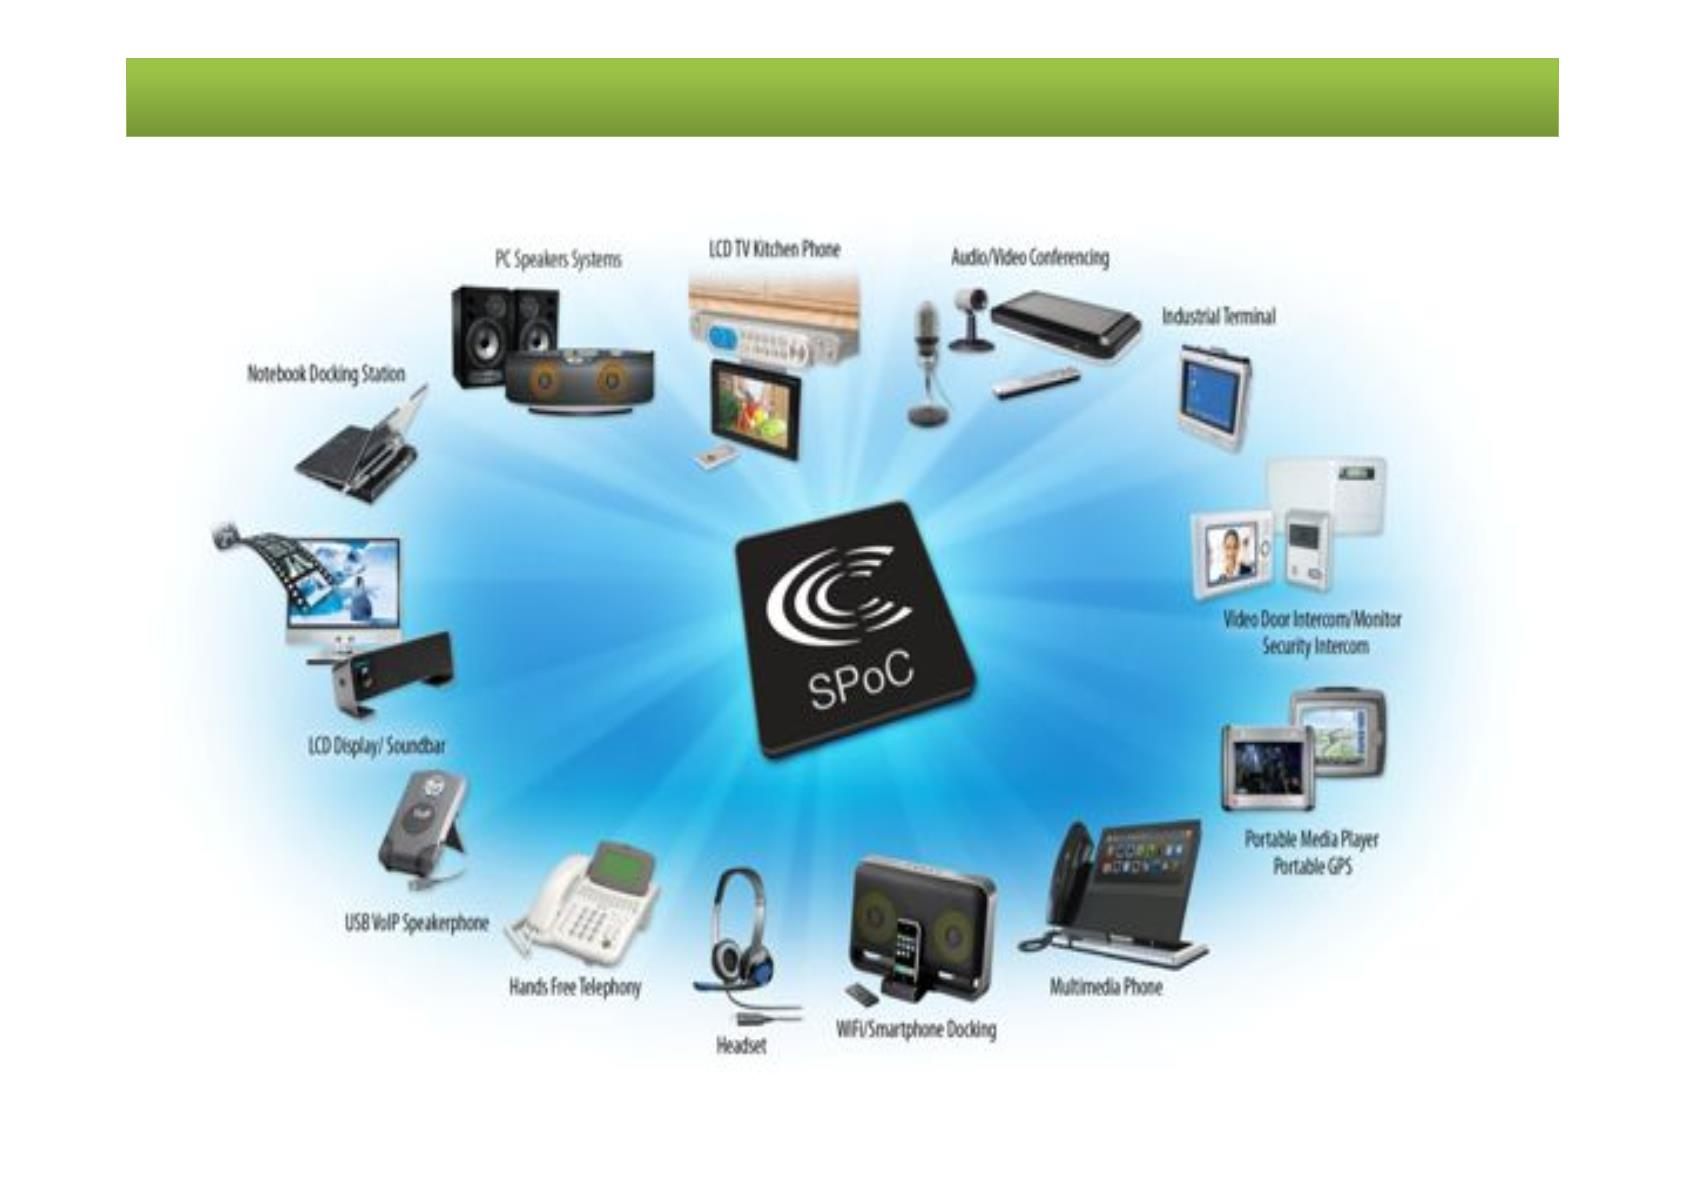 LCD TV Kitchen Phone
PC Speakers Systems
Audio/Video Conferencing
Industrial Terminal
Notebook Docking Station
SPoC
Video Door Intercom/Monitor
Security Intercom
LCD Display/ Soundbar
Portable Media Player
Portable GPS
USB VoIP Speakerphone
Hands Free Telephony
Multimedia Phone
WiFi/Smartphone Docking
Headset